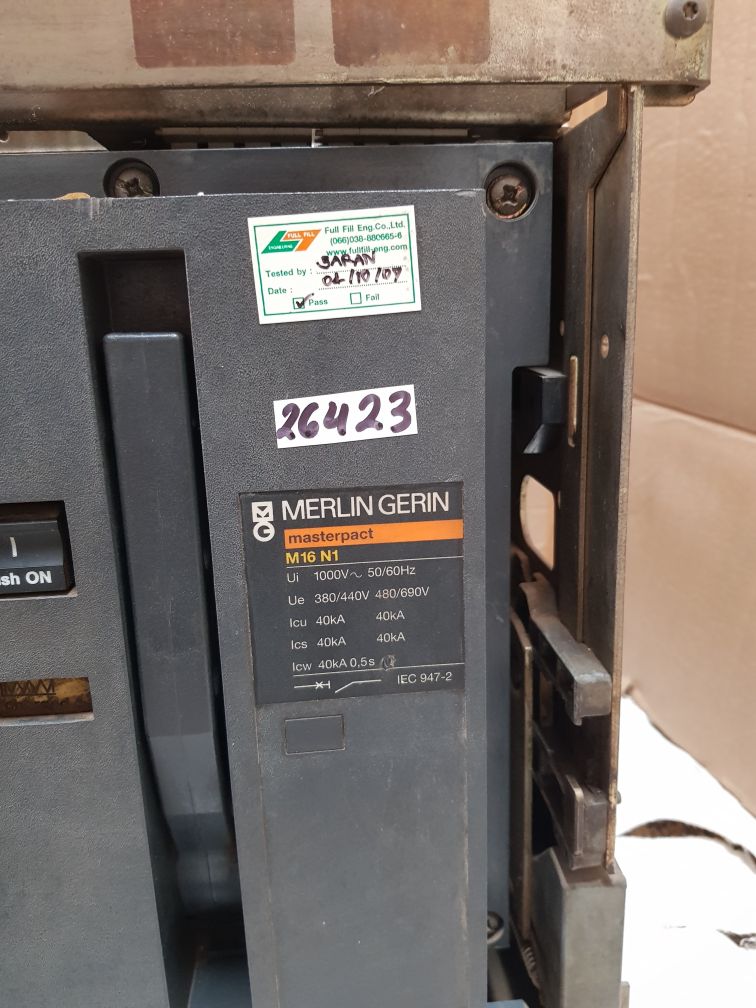 FULL FILL
ENGINEERING
Full Fill Eng.Co.,Ltd.
(066)038-880665-6
www.fullfill-eng.com
Tested by : SARAN
Date : 04/10/07
Pass Fail
26423
MERLIN GERIN
masterpact
M16 N1
Ui 1000V~ 50/60Hz
Ue 380/440V 480/690V
Icu 40kA 40kA
Ics 40kA 40kA
Icw 40kA 0,5s
IEC 947-2
I
sh ON